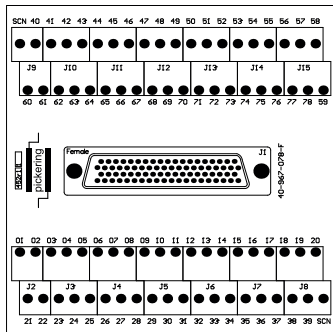 SCN 40 41 42 43 44 45 46 47 48 49 50 51 52 53 54 55 56 57 58
J9 J10 J11 J12 J13 J14 J15
60 61 62 63 64 65 66 67 68 69 70 71 72 73 74 75 76 77 78 59
Female J1
pickering
40-967-078-F
01 02 03 04 05 06 07 08 09 10 11 12 13 14 15 16 17 18 19 20
J2 J3 J4 J5 J6 J7 J8
21 22 23 24 25 26 27 28 29 30 31 32 33 34 35 36 37 38 39 SCN